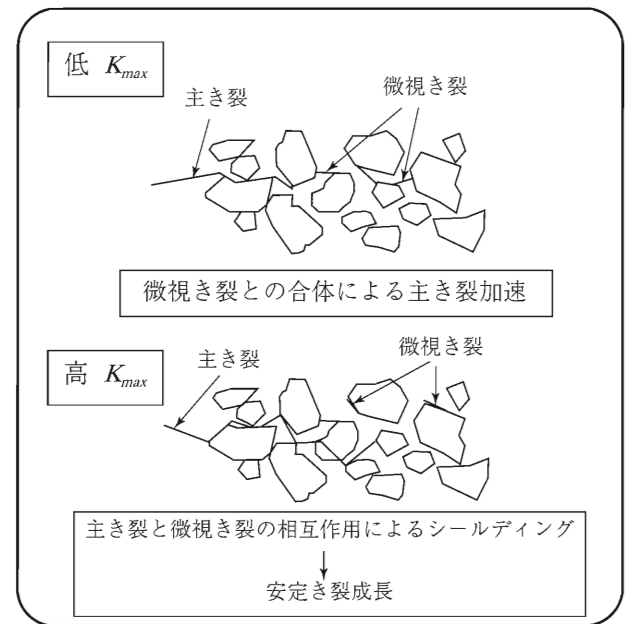 低 Kmax
主き裂
微視き裂
微視き裂との合体による主き裂加速
高 Kmax
主き裂
微視き裂
主き裂と微視き裂の相互作用によるシールディング
安定き裂成長